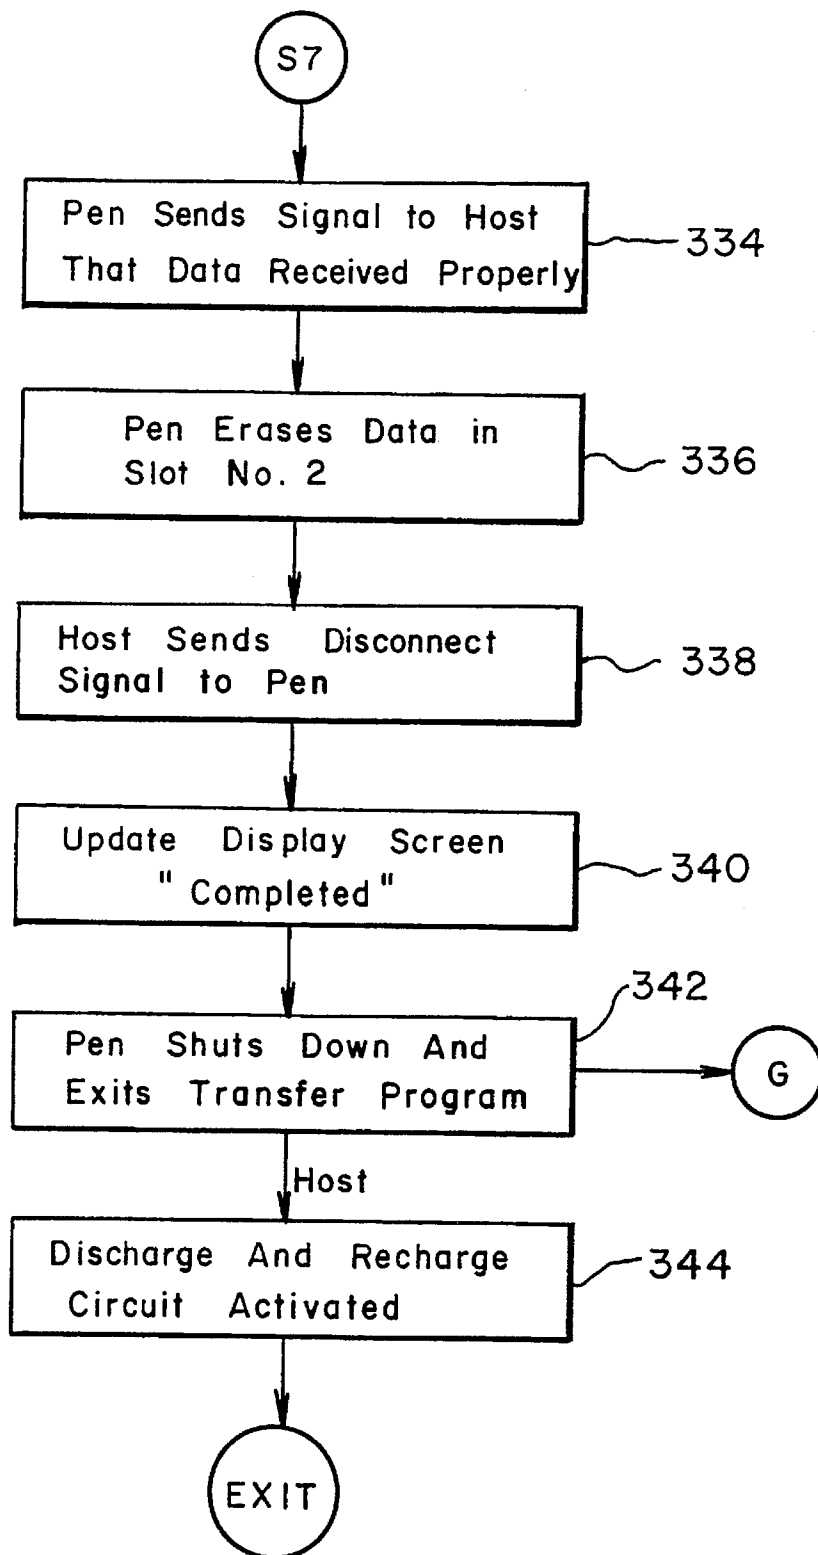 S7
Pen Sends Signal to Host
That Data Received Properly
334
Pen Erases Data in
Slot No. 2
336
Host Sends Disconnect
Signal to Pen
338
Update Display Screen
"Completed"
340
342
Pen Shuts Down And
Exits Transfer Program
G
Host
Discharge And Recharge
Circuit Activated
344
EXIT